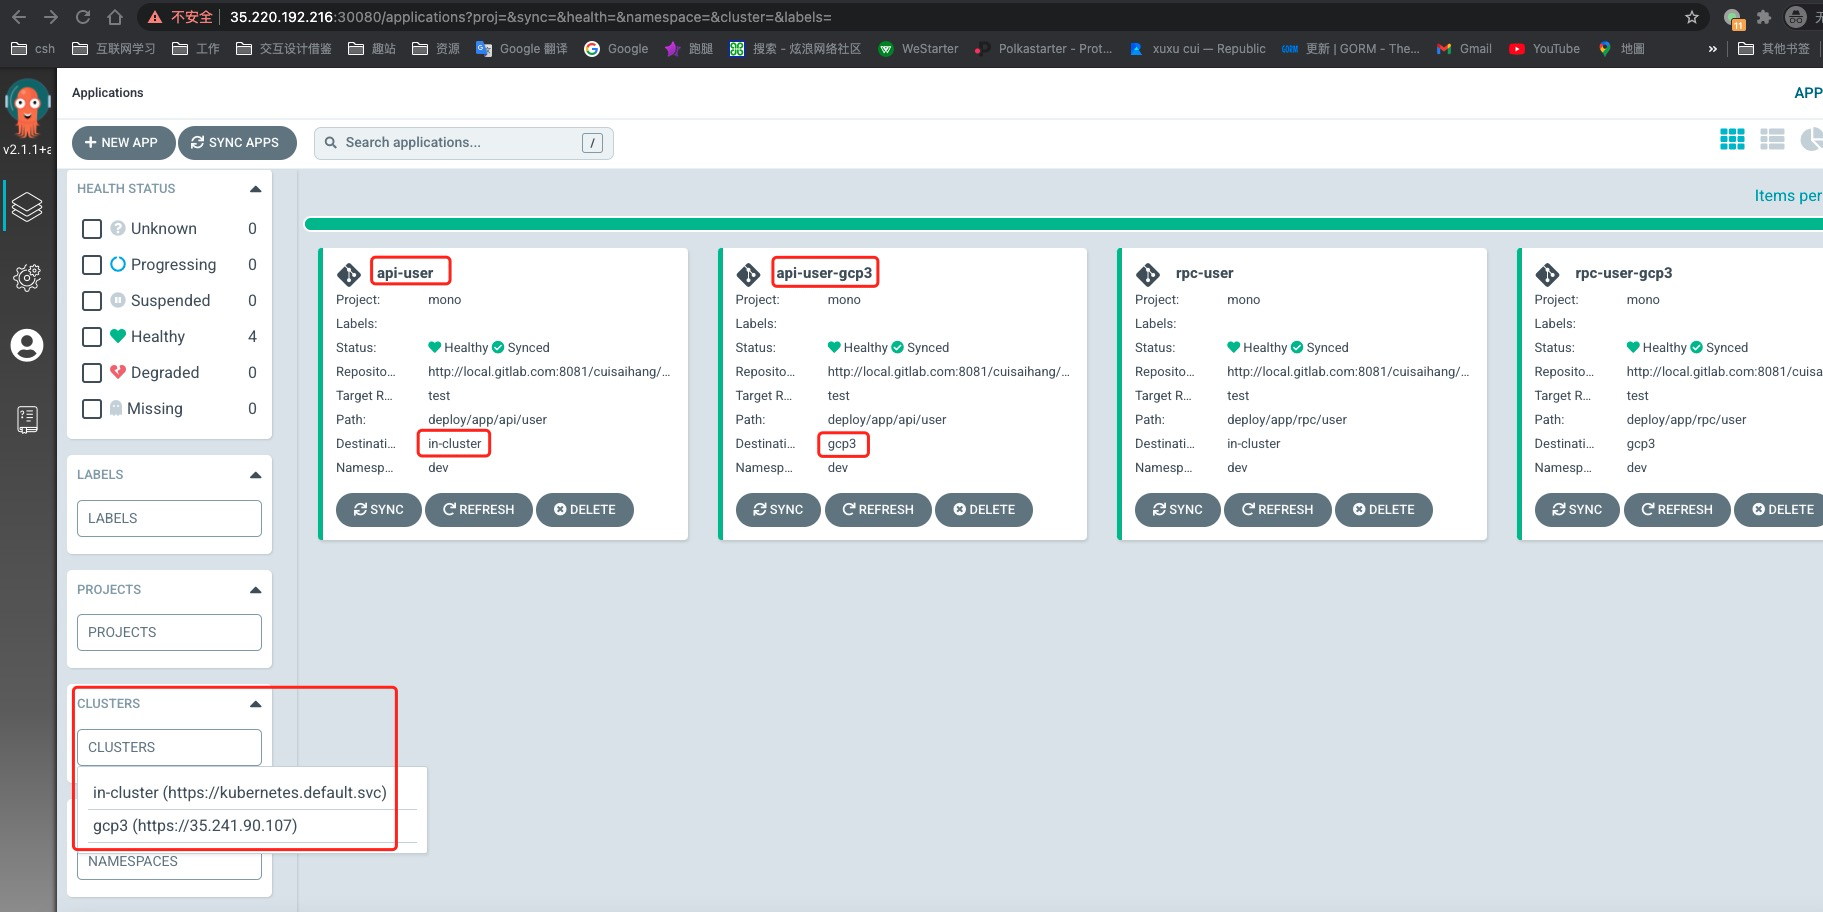 不安全 35.220.192.216:30080/applications?proj=&sync=&health=&namespace=&cluster=&labels=
11
csh 互联网学习 工作 交互设计借鉴 趣站 资源 Google 翻译 Google 跑腿 搜索 - 炫浪网络社区 WeStarter Polkastarter - Prot... xuxu cui — Republic GORM 更新 | GORM - The... Gmail YouTube 地圖 » 其他书签
Applications
APP
v2.1.1+a
NEW APP
SYNC APPS
Search applications...
/
Items per
HEALTH STATUS
Unknown 0
Progressing 0
Suspended 0
Healthy 4
Degraded 0
Missing 0
LABELS
LABELS
PROJECTS
PROJECTS
CLUSTERS
CLUSTERS
in-cluster (https://kubernetes.default.svc)
gcp3 (https://35.241.90.107)
NAMESPACES
api-user
Project: mono
Labels:
Status: Healthy Synced
Reposito... http://local.gitlab.com:8081/cuisaihang/...
Target R... test
Path: deploy/app/api/user
Destinati... in-cluster
Namesp... dev
SYNC REFRESH DELETE
api-user-gcp3
Project: mono
Labels:
Status: Healthy Synced
Reposito... http://local.gitlab.com:8081/cuisaihang/...
Target R... test
Path: deploy/app/api/user
Destinati... gcp3
Namesp... dev
SYNC REFRESH DELETE
rpc-user
Project: mono
Labels:
Status: Healthy Synced
Reposito... http://local.gitlab.com:8081/cuisaihang/...
Target R... test
Path: deploy/app/rpc/user
Destinati... in-cluster
Namesp... dev
SYNC REFRESH DELETE
rpc-user-gcp3
Project: mono
Labels:
Status: Healthy Synced
Reposito... http://local.gitlab.com:8081/cuisa
Target R... test
Path: deploy/app/rpc/user
Destinati... gcp3
Namesp... dev
SYNC REFRESH DELETE